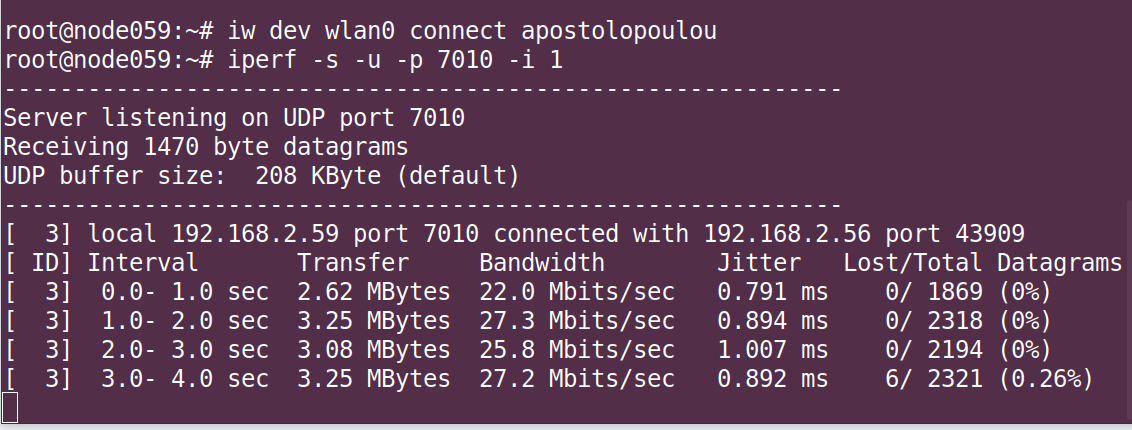 root@node059:~# iw dev wlan0 connect apostolopoulou
root@node059:~# iperf -s -u -p 7010 -i 1
------------------------------------------------------------
Server listening on UDP port 7010
Receiving 1470 byte datagrams
UDP buffer size:  208 KByte (default)
------------------------------------------------------------
[  3] local 192.168.2.59 port 7010 connected with 192.168.2.56 port 43909
[ ID] Interval       Transfer     Bandwidth        Jitter   Lost/Total Datagrams
[  3]  0.0- 1.0 sec  2.62 MBytes  22.0 Mbits/sec   0.791 ms    0/ 1869 (0%)
[  3]  1.0- 2.0 sec  3.25 MBytes  27.3 Mbits/sec   0.894 ms    0/ 2318 (0%)
[  3]  2.0- 3.0 sec  3.08 MBytes  25.8 Mbits/sec   1.007 ms    0/ 2194 (0%)
[  3]  3.0- 4.0 sec  3.25 MBytes  27.2 Mbits/sec   0.892 ms    6/ 2321 (0.26%)